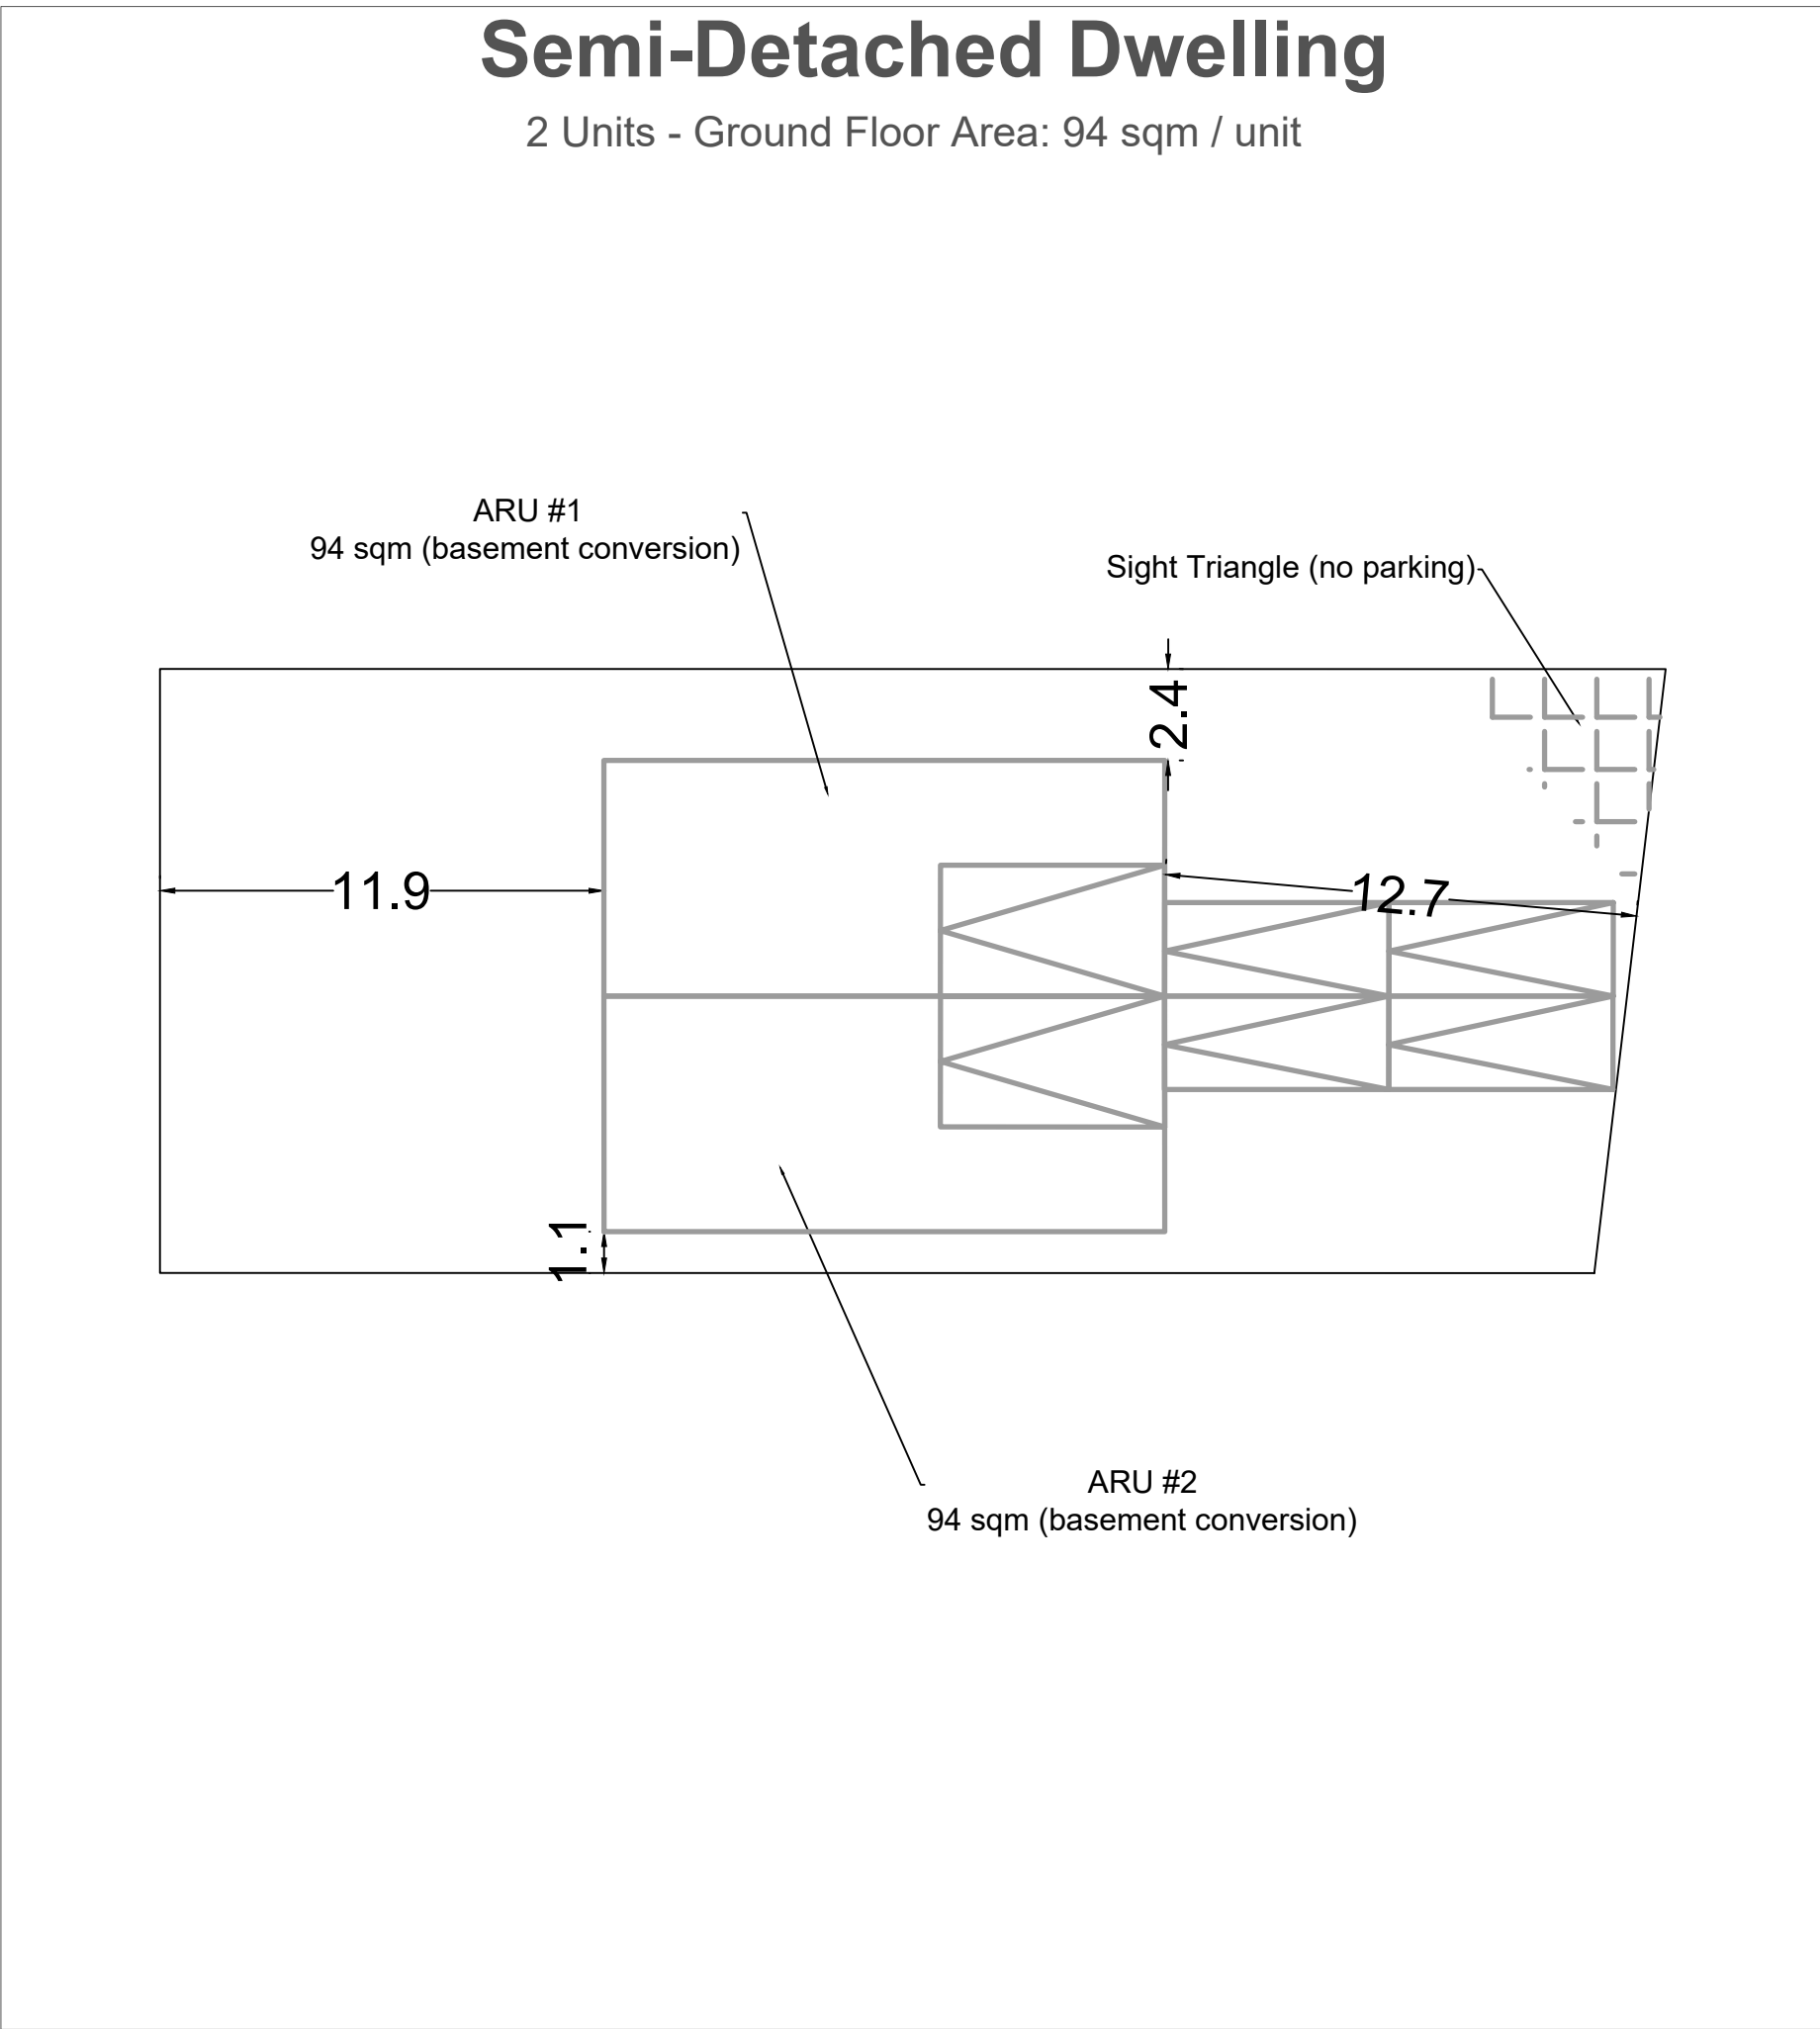 Semi-Detached Dwelling
2 Units - Ground Floor Area: 94 sqm / unit
ARU #1
94 sqm (basement conversion)
Sight Triangle (no parking)
2.4
11.9
12.7
1.1
ARU #2
94 sqm (basement conversion)